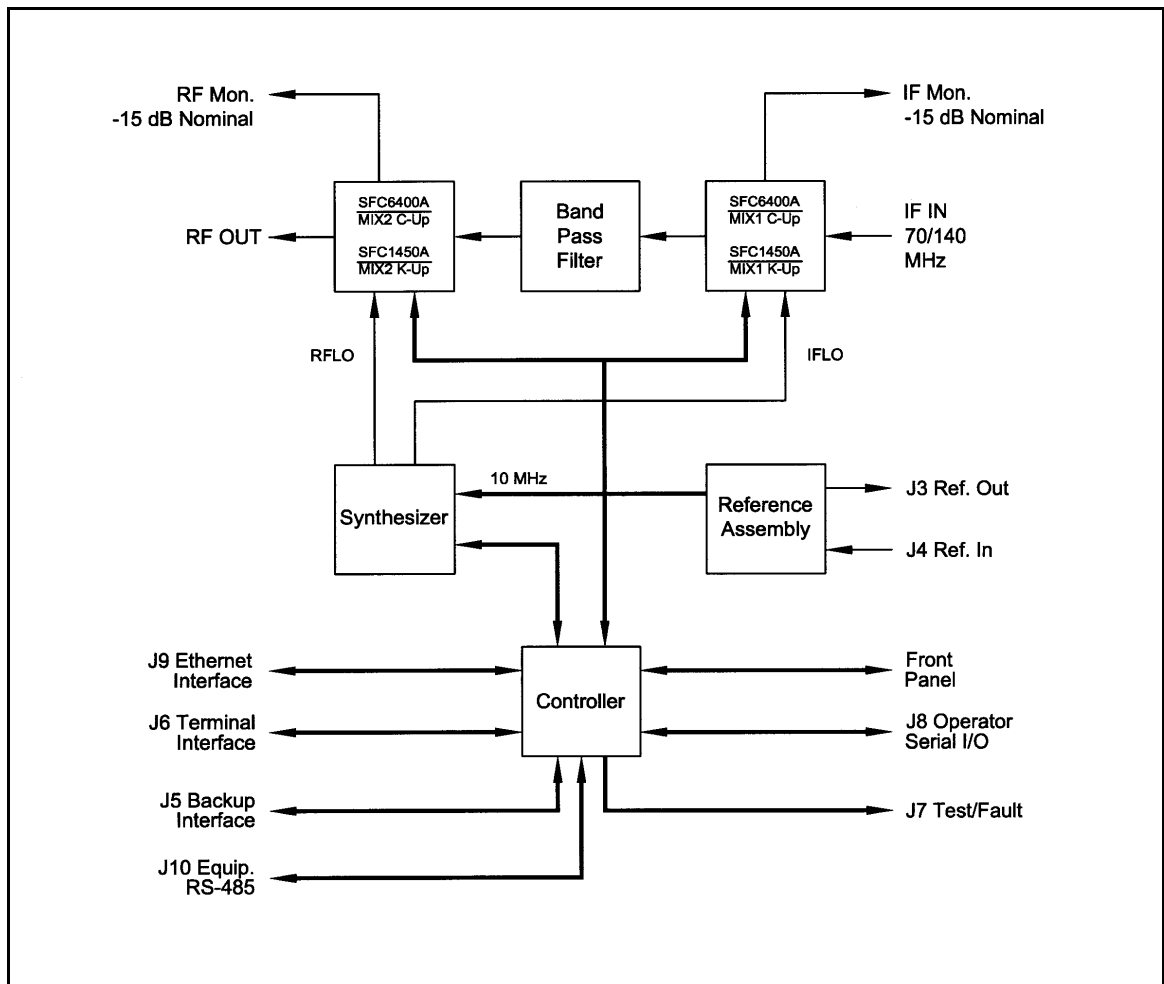 RF Mon.
-15 dB Nominal
IF Mon.
-15 dB Nominal
SFC6400A
MIX2 C-Up
SFC1450A
MIX2 K-Up
Band
Pass
Filter
SFC6400A
MIX1 C-Up
SFC1450A
MIX1 K-Up
IF IN
70/140
MHz
RF OUT
RFLO
IFLO
10 MHz
Synthesizer
Reference
Assembly
J3 Ref. Out
J4 Ref. In
J9 Ethernet
Interface
Controller
Front
Panel
J6 Terminal
Interface
J8 Operator
Serial I/O
J5 Backup
Interface
J7 Test/Fault
J10 Equip.
RS-485